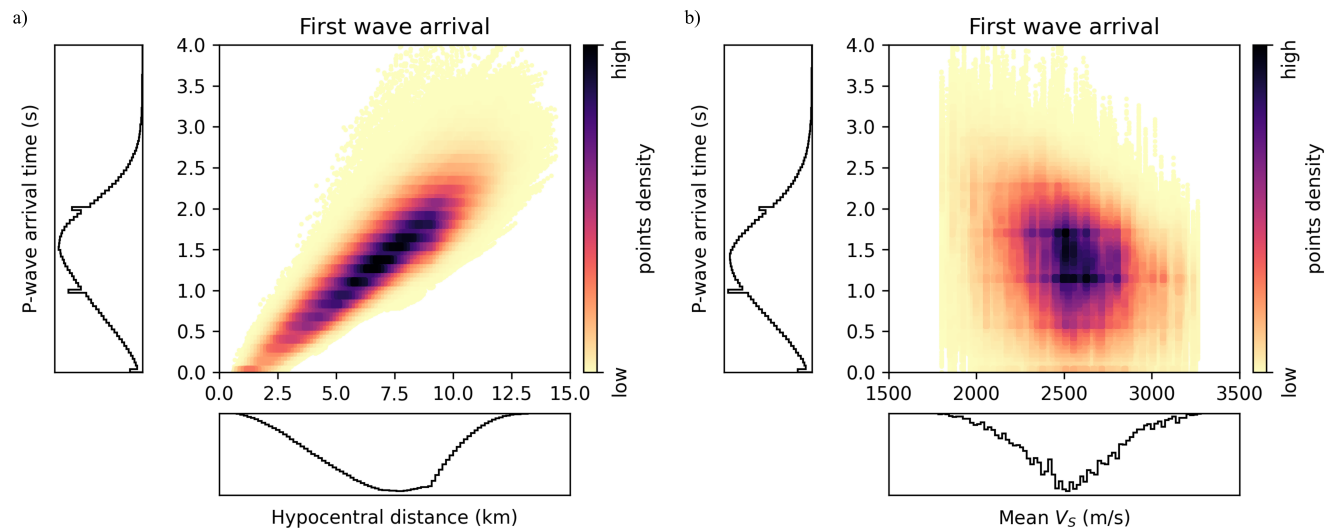 a)
First wave arrival
P-wave arrival time (s)
4.0
3.5
3.0
2.5
2.0
1.5
1.0
0.5
0.0
0.0
2.5
5.0
7.5
10.0
12.5
15.0
Hypocentral distance (km)
high
points density
low
b)
First wave arrival
P-wave arrival time (s)
4.0
3.5
3.0
2.5
2.0
1.5
1.0
0.5
0.0
1500
2000
2500
3000
3500
Mean V_S (m/s)
high
points density
low